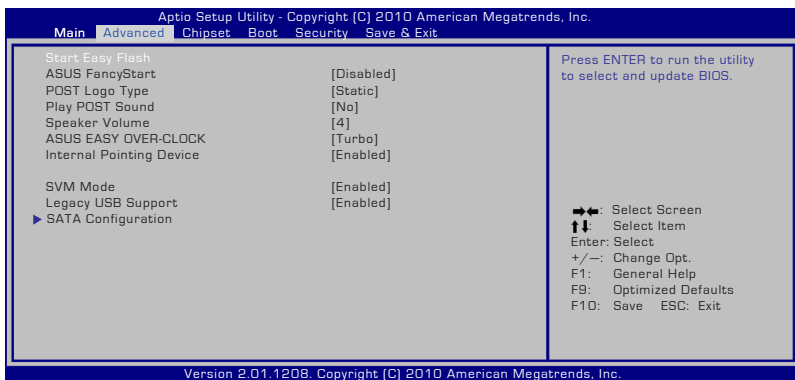 Aptio Setup Utility - Copyright (C) 2010 American Megatrends, Inc.
Main Advanced Chipset Boot Security Save & Exit
Start Easy Flash
ASUS FancyStart [Disabled]
POST Logo Type [Static]
Play POST Sound [No]
Speaker Volume [4]
ASUS EASY OVER-CLOCK [Turbo]
Internal Pointing Device [Enabled]
SVM Mode [Enabled]
Legacy USB Support [Enabled]
SATA Configuration
Press ENTER to run the utility
to select and update BIOS.
→←: Select Screen
↑↓: Select Item
Enter: Select
+/—: Change Opt.
F1: General Help
F9: Optimized Defaults
F10: Save ESC: Exit
Version 2.01.1208. Copyright (C) 2010 American Megatrends, Inc.